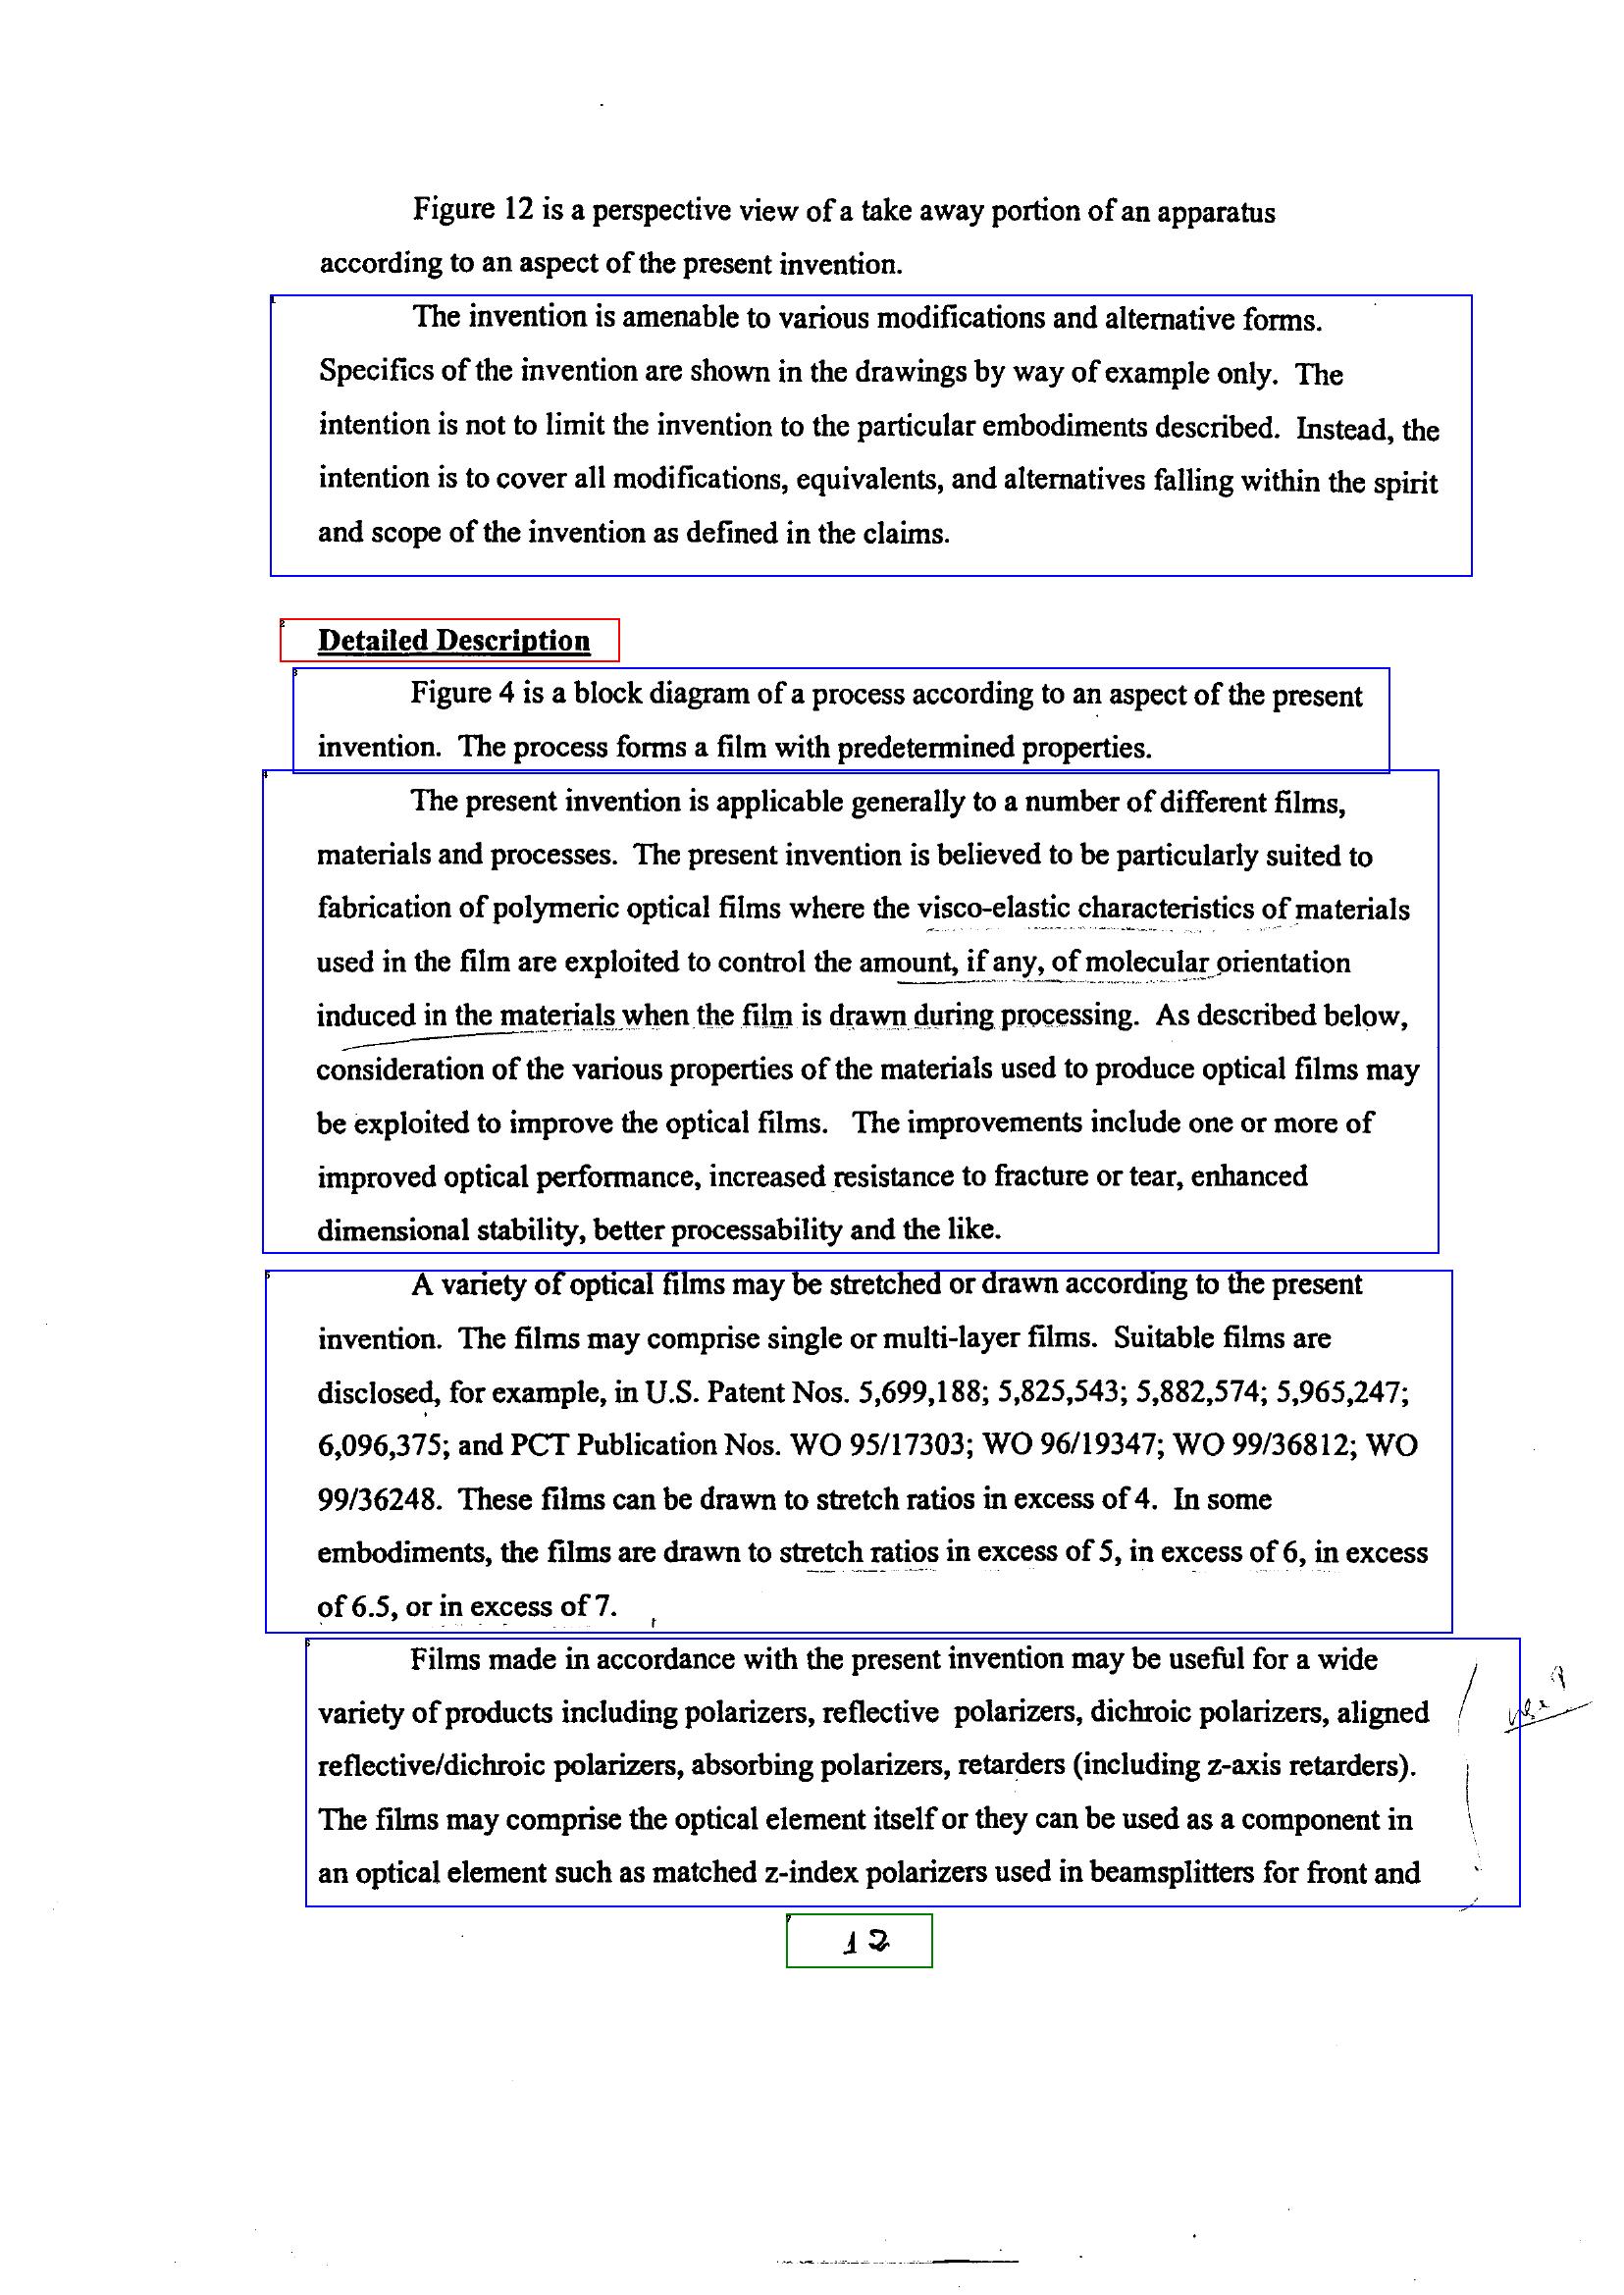 Figure 12 is a perspective view of a take away portion of an apparatus
according to an aspect of the present invention.
The invention is amenable to various modifications and alternative forms.
Specifics of the invention are shown in the drawings by way of example only. The
intention is not to limit the invention to the particular embodiments described. Instead, the
intention is to cover all modifications, equivalents, and alternatives falling within the spirit
and scope of the invention as defined in the claims.
Detailed Description
Figure 4 is a block diagram of a process according to an aspect of the present
invention. The process forms a film with predetermined properties.
The present invention is applicable generally to a number of different films,
materials and processes. The present invention is believed to be particularly suited to
fabrication of polymeric optical films where the visco-elastic characteristics of materials
used in the film are exploited to control the amount, if any, of molecular orientation
induced in the materials when the film is drawn during processing. As described below,
consideration of the various properties of the materials used to produce optical films may
be exploited to improve the optical films. The improvements include one or more of
improved optical performance, increased resistance to fracture or tear, enhanced
dimensional stability, better processability and the like.
A variety of optical films may be stretched or drawn according to the present
invention. The films may comprise single or multi-layer films. Suitable films are
disclosed, for example, in U.S. Patent Nos. 5,699,188; 5,825,543; 5,882,574; 5,965,247;
6,096,375; and PCT Publication Nos. WO 95/17303; WO 96/19347; WO 99/36812; WO
99/36248. These films can be drawn to stretch ratios in excess of 4. In some
embodiments, the films are drawn to stretch ratios in excess of 5, in excess of 6, in excess
of 6.5, or in excess of 7.
Films made in accordance with the present invention may be useful for a wide
variety of products including polarizers, reflective polarizers, dichroic polarizers, aligned
reflective/dichroic polarizers, absorbing polarizers, retarders (including z-axis retarders).
The films may comprise the optical element itself or they can be used as a component in
an optical element such as matched z-index polarizers used in beamsplitters for front and
12